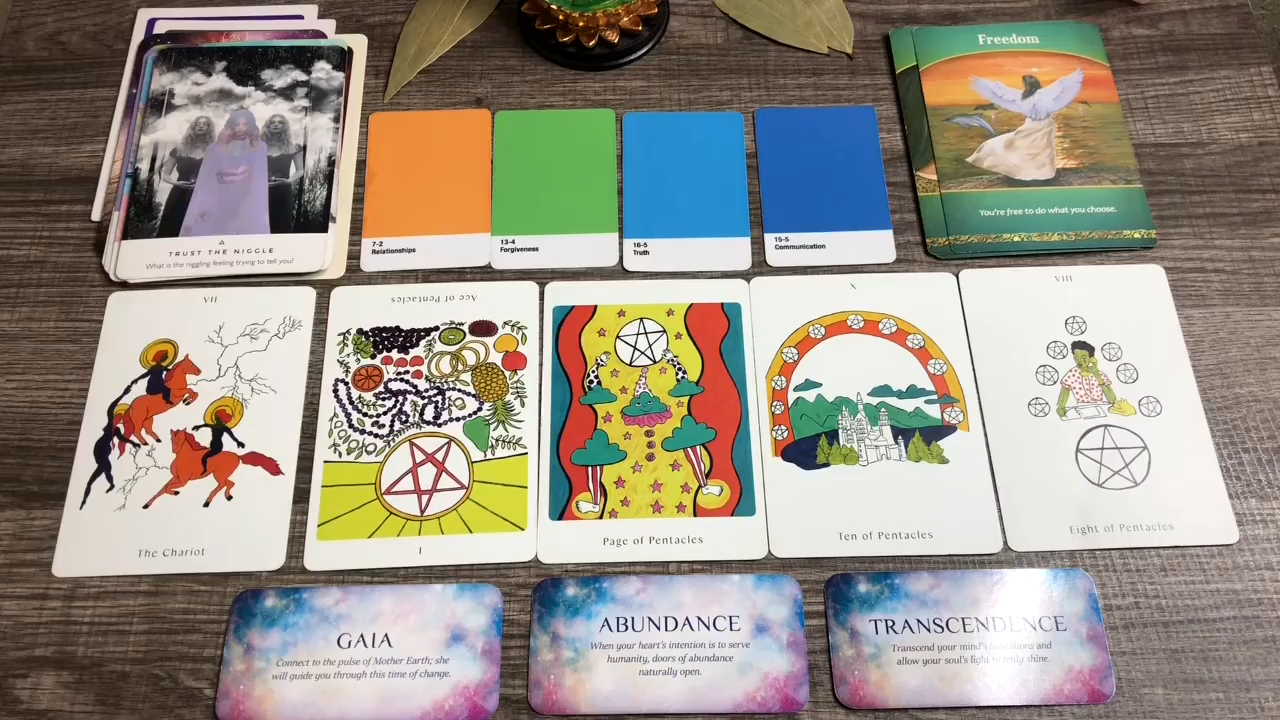 TRUST THE NIGGLE
What is the niggling feeling trying to tell you?
7-2
Relationships
13-4
Forgiveness
16-5
Truth
15-5
Communication
Freedom
You're free to do what you choose.
VII
The Chariot
Ace of Pentacles
I
Page of Pentacles
X
Ten of Pentacles
VIII
Eight of Pentacles
GAIA
Connect to the pulse of Mother Earth; she
will guide you through this time of change.
ABUNDANCE
When your heart's intention is to serve
humanity, doors of abundance
naturally open.
TRANSCENDENCE
Transcend your mind's limitations and
allow your soul's light to truly shine.